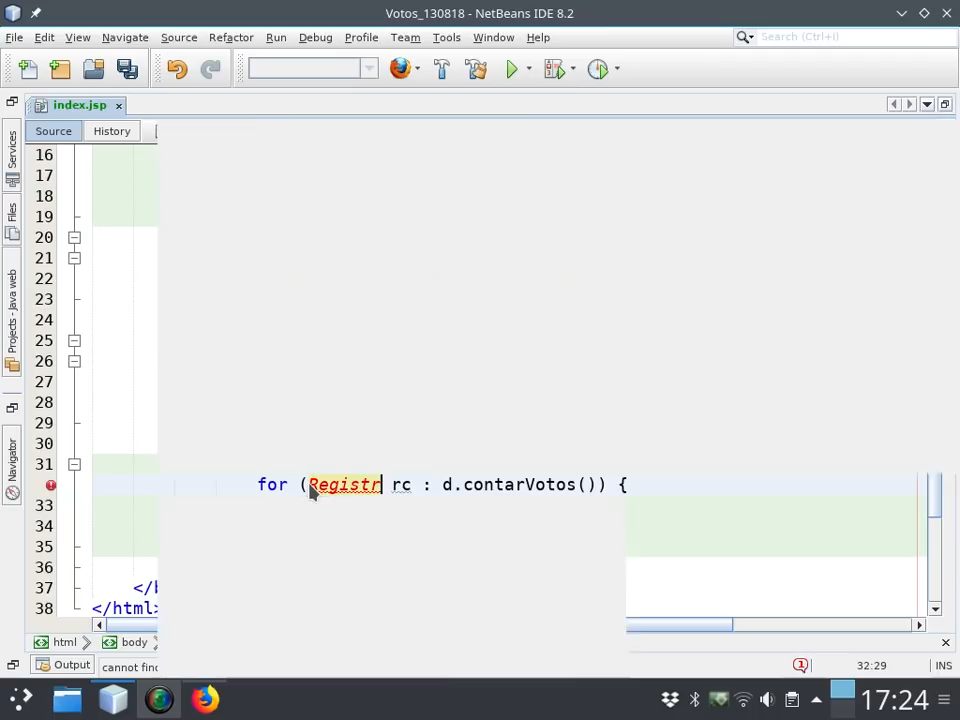 Votos_130818 - NetBeans IDE 8.2
File Edit View Navigate Source Refactor Run Debug Profile Team Tools Window Help
Search (Ctrl+I)
index.jsp
Source History
Services
Files
Projects - Java web
Navigator
16
17
18
19
20
21
22
23
24
25
26
27
28
29
30
31
for (Registr rc : d.contarVotos()) {
33
34
35
36
37 </b
38 </html>
html body
Output cannot find 1 32:29 INS
17:24